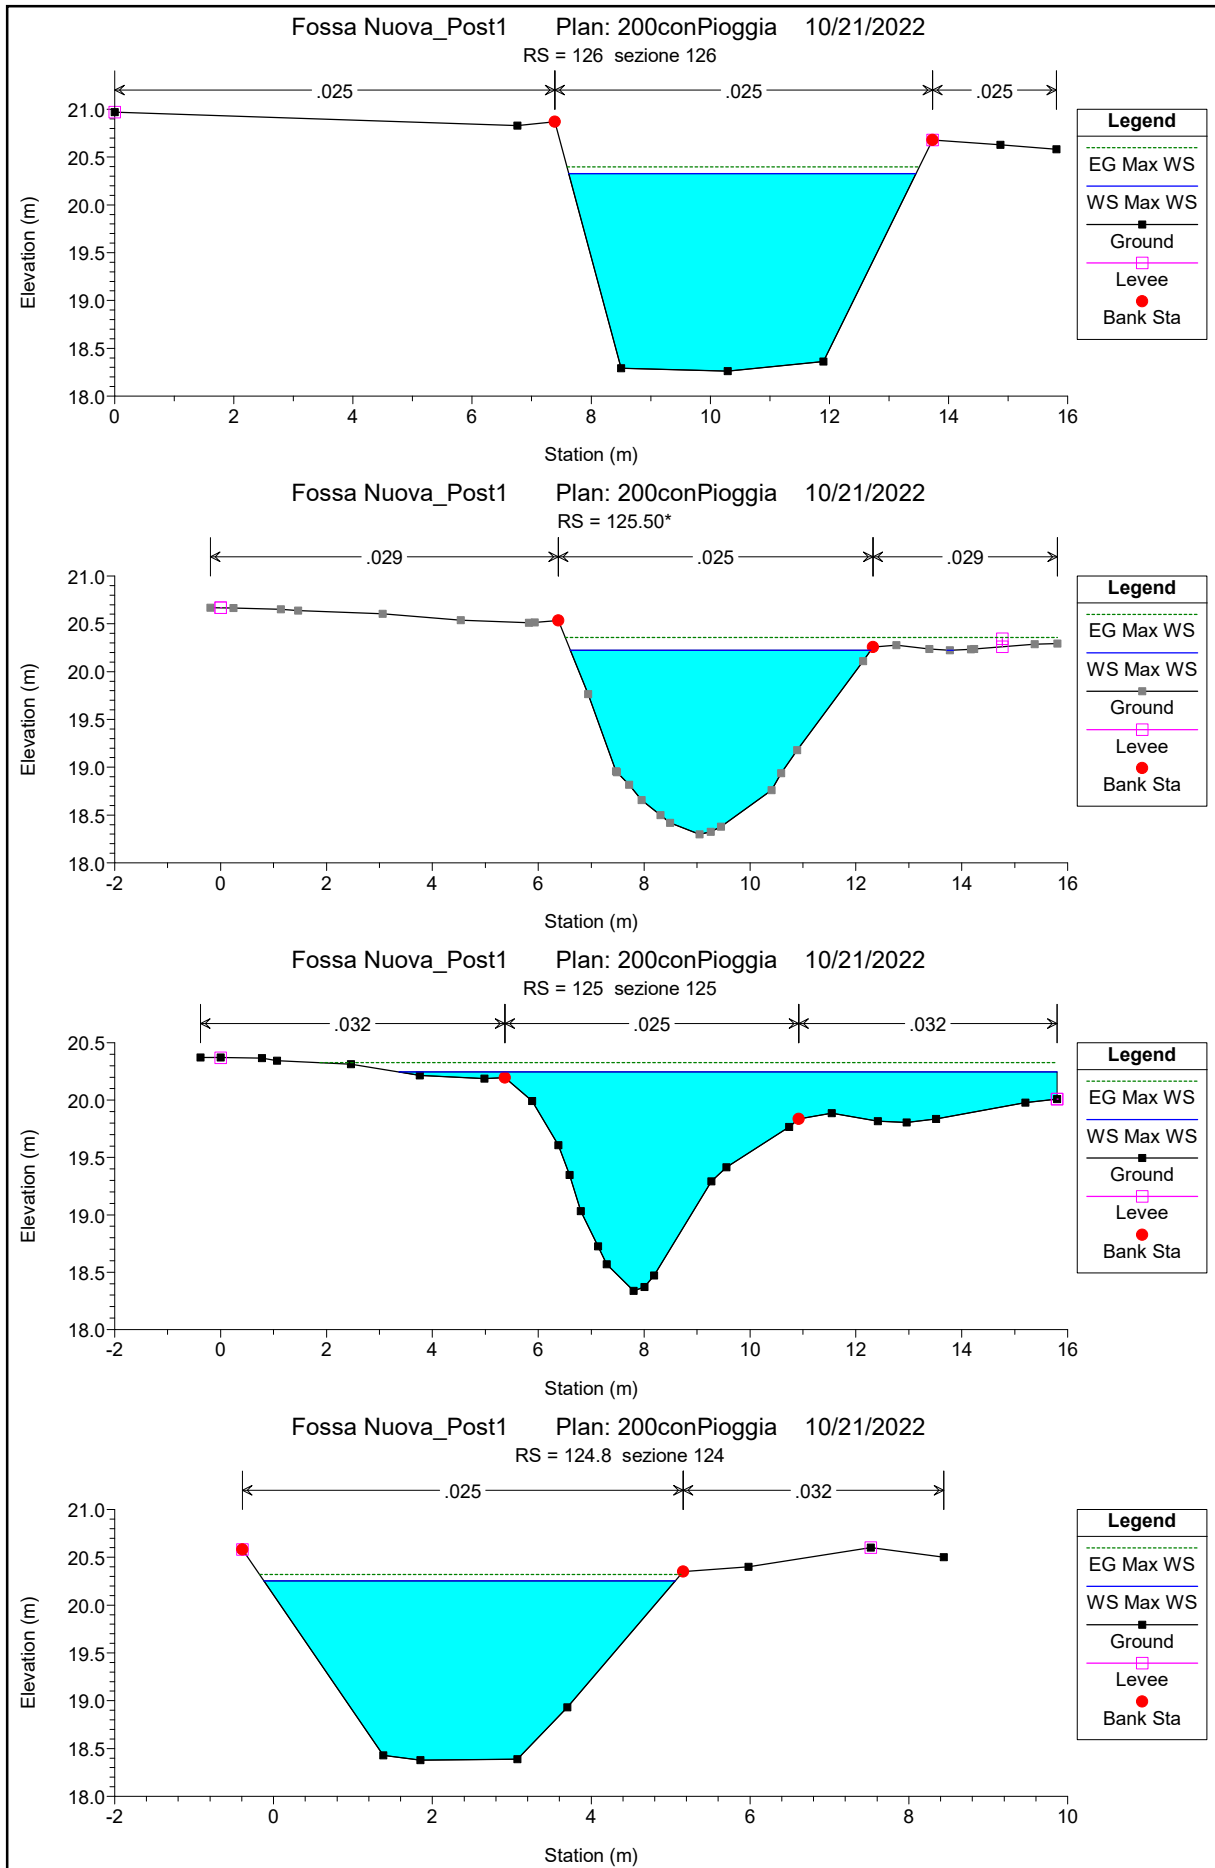 Fossa Nuova_Post1 Plan: 200conPioggia 10/21/2022
RS = 126 sezione 126
.025 .025 .025
21.0
20.5
20.0
19.5
19.0
18.5
18.0
Elevation (m)
0 2 4 6 8 10 12 14 16
Station (m)
Legend
EG Max WS
WS Max WS
Ground
Levee
Bank Sta
Fossa Nuova_Post1 Plan: 200conPioggia 10/21/2022
RS = 125.50*
.029 .025 .029
21.0
20.5
20.0
19.5
19.0
18.5
18.0
Elevation (m)
-2 0 2 4 6 8 10 12 14 16
Station (m)
Legend
EG Max WS
WS Max WS
Ground
Levee
Bank Sta
Fossa Nuova_Post1 Plan: 200conPioggia 10/21/2022
RS = 125 sezione 125
.032 .025 .032
20.5
20.0
19.5
19.0
18.5
18.0
Elevation (m)
-2 0 2 4 6 8 10 12 14 16
Station (m)
Legend
EG Max WS
WS Max WS
Ground
Levee
Bank Sta
Fossa Nuova_Post1 Plan: 200conPioggia 10/21/2022
RS = 124.8 sezione 124
.025 .032
21.0
20.5
20.0
19.5
19.0
18.5
18.0
Elevation (m)
-2 0 2 4 6 8 10
Station (m)
Legend
EG Max WS
WS Max WS
Ground
Levee
Bank Sta